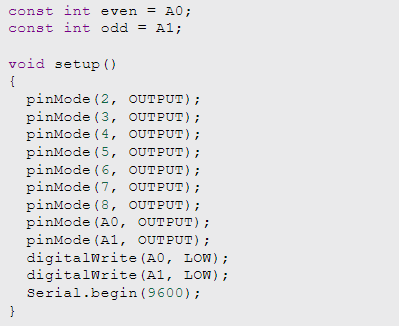 const int even = A0;
const int odd = A1;
void setup()
{
pinMode(2, OUTPUT);
pinMode(3, OUTPUT);
pinMode(4, OUTPUT);
pinMode(5, OUTPUT);
pinMode(6, OUTPUT);
pinMode(7, OUTPUT);
pinMode(8, OUTPUT);
pinMode(A0, OUTPUT);
pinMode(A1, OUTPUT);
digitalWrite(A0, LOW);
digitalWrite(A1, LOW);
Serial.begin(9600);
}